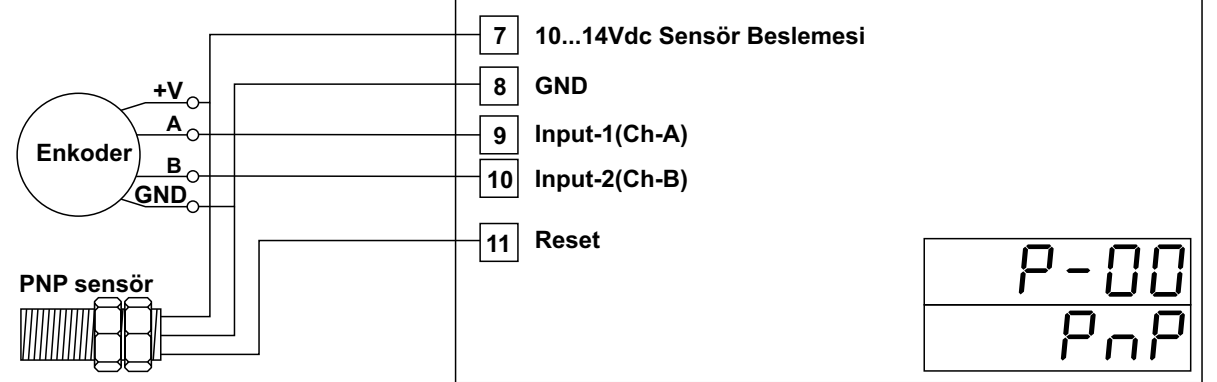 7 10...14Vdc Sensör Beslemesi
8 GND
+V
A
9 Input-1(Ch-A)
Enkoder
B
10 Input-2(Ch-B)
GND
11 Reset
PNP sensör
P-00
PnP